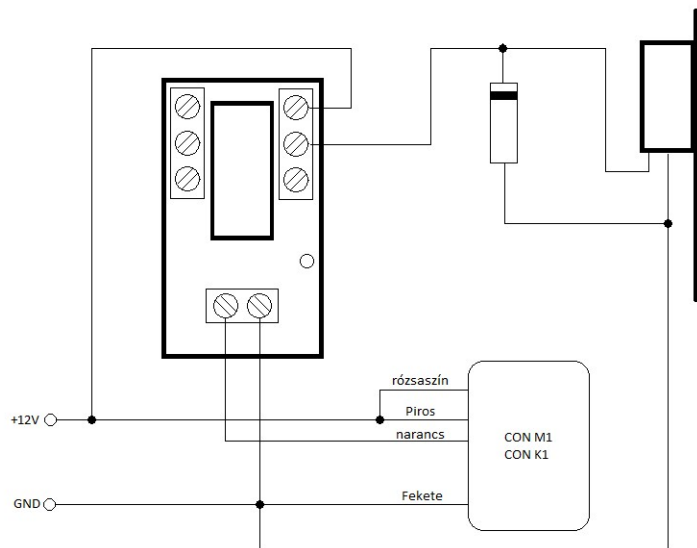 rózsaszín
+12V
Piros
narancs
CON M1
CON K1
GND
Fekete